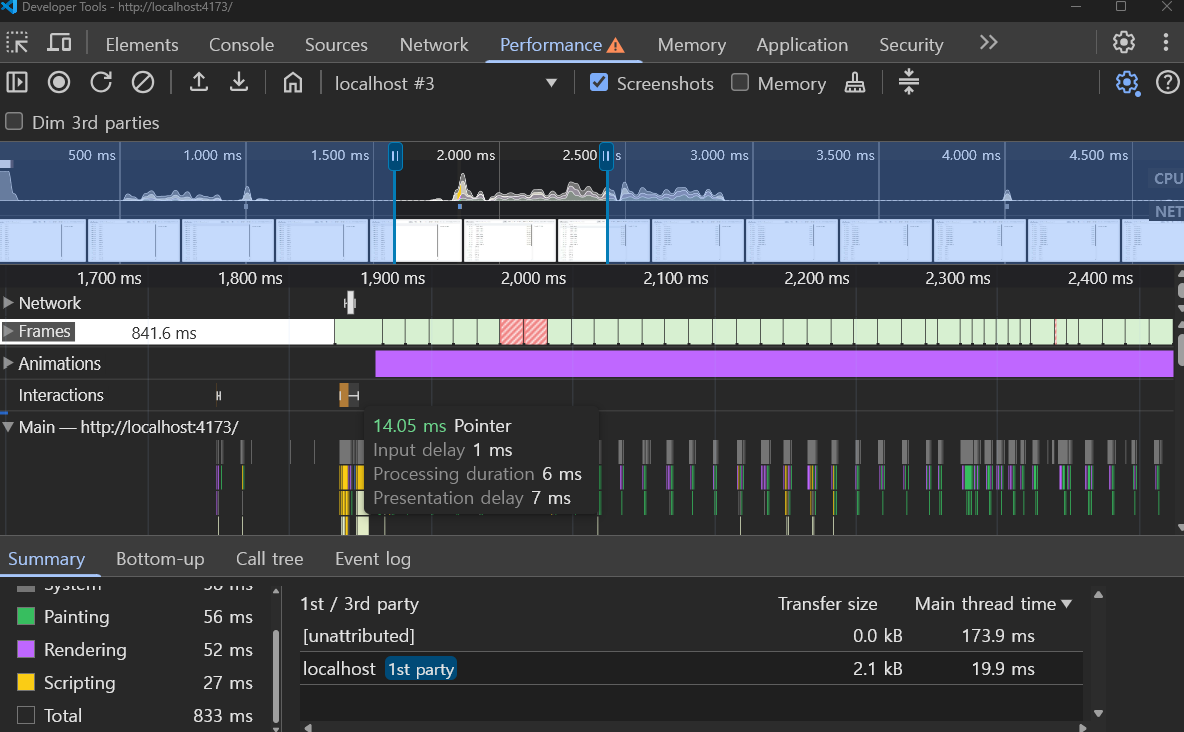 Developer Tools - http://localhost:4173/
Elements Console Sources Network Performance Memory Application Security
localhost #3 Screenshots Memory
Dim 3rd parties
500 ms 1.000 ms 1.500 ms 2.000 ms 2.500 s 3.000 ms 3.500 ms 4.000 ms 4.500 ms
CPU
NET
1,700 ms 1,800 ms 1,900 ms 2,000 ms 2,100 ms 2,200 ms 2,300 ms 2,400 ms
Network
Frames 841.6 ms
Animations
Interactions
Main — http://localhost:4173/
14.05 ms Pointer
Input delay 1 ms
Processing duration 6 ms
Presentation delay 7 ms
Summary Bottom-up Call tree Event log
System
Painting 56 ms
Rendering 52 ms
Scripting 27 ms
Total 833 ms
1st / 3rd party Transfer size Main thread time
[unattributed] 0.0 kB 173.9 ms
localhost 1st party 2.1 kB 19.9 ms